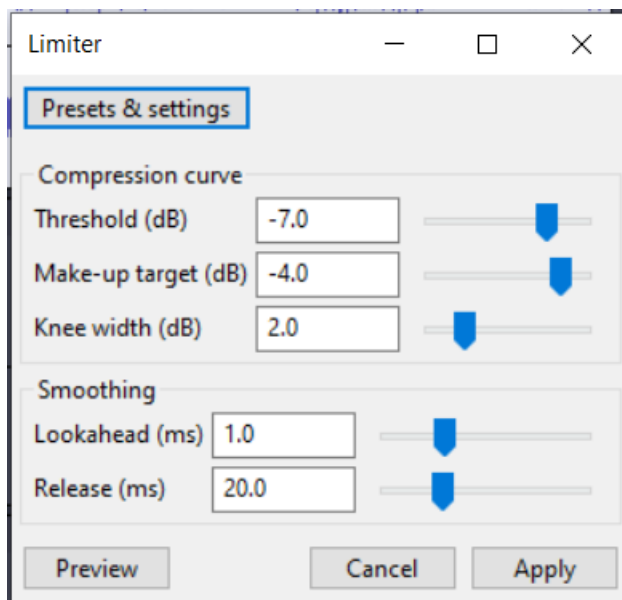 Limiter
Presets & settings
Compression curve
Threshold (dB) -7.0
Make-up target (dB) -4.0
Knee width (dB) 2.0
Smoothing
Lookahead (ms) 1.0
Release (ms) 20.0
Preview Cancel Apply